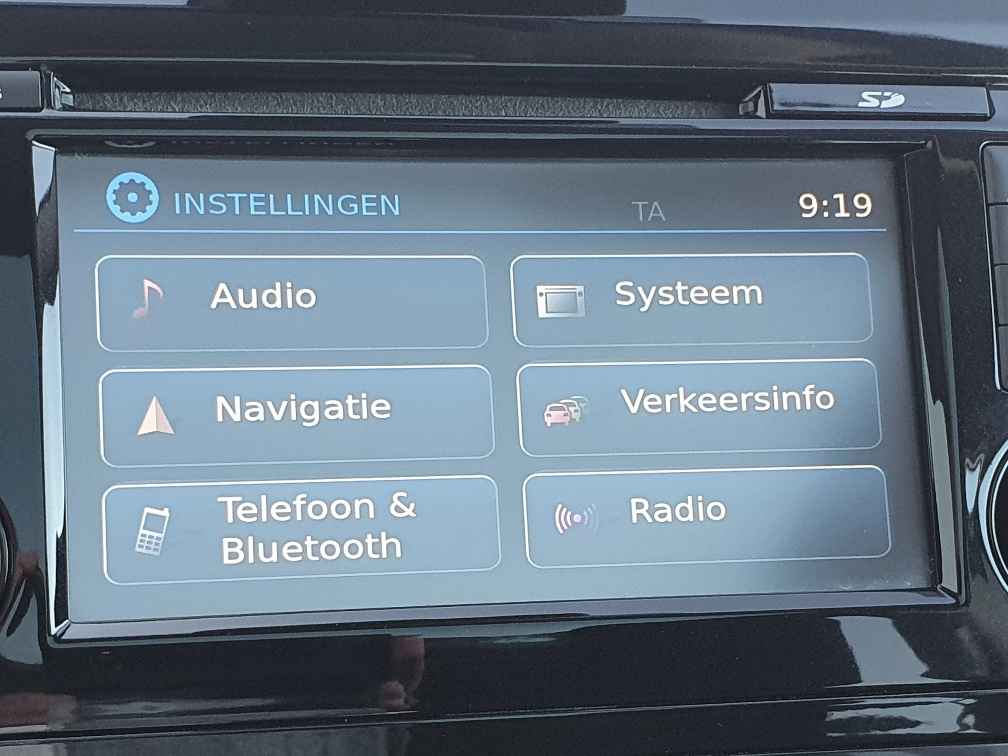 SD
INSTELLINGEN
TA
9:19
Audio
Systeem
Navigatie
Verkeersinfo
Telefoon &
Bluetooth
Radio